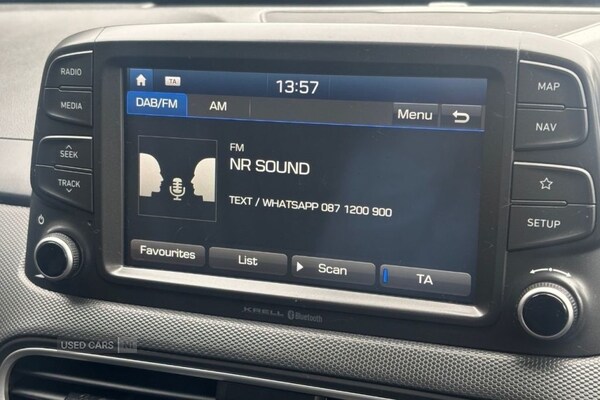 RADIO
MEDIA
SEEK
TRACK
TA
13:57
DAB/FM AM Menu
FM
NR SOUND
TEXT / WHATSAPP 087 1200 900
Favourites List Scan TA
MAP
NAV
SETUP
KRELL Bluetooth
USED CARS NI